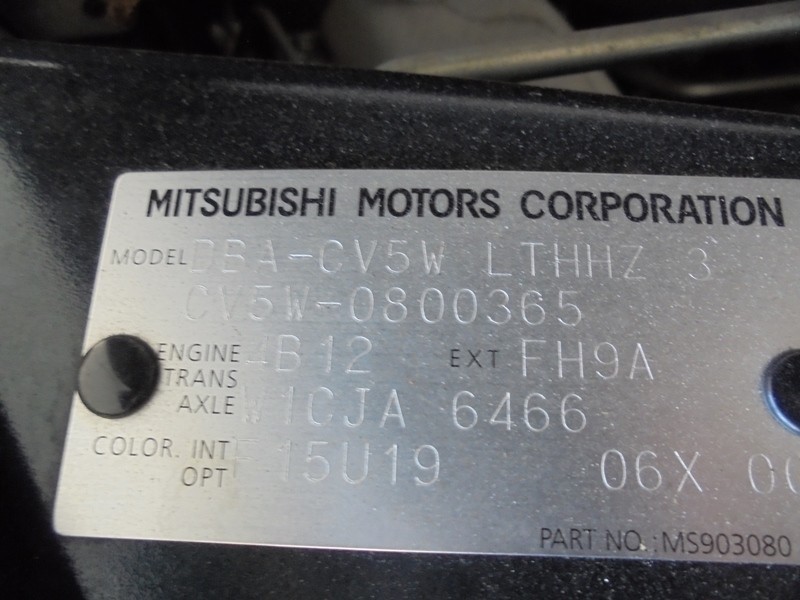 MITSUBISHI MOTORS CORPORATION
MODEL DBA-CV5W LTHHZ 3
CV5W-0800365
ENGINE 4B12 EXT FH9A
TRANS
AXLE W1CJA 6466
COLOR. INT 15U19 06X 00
OPT
PART NO.:MS903080